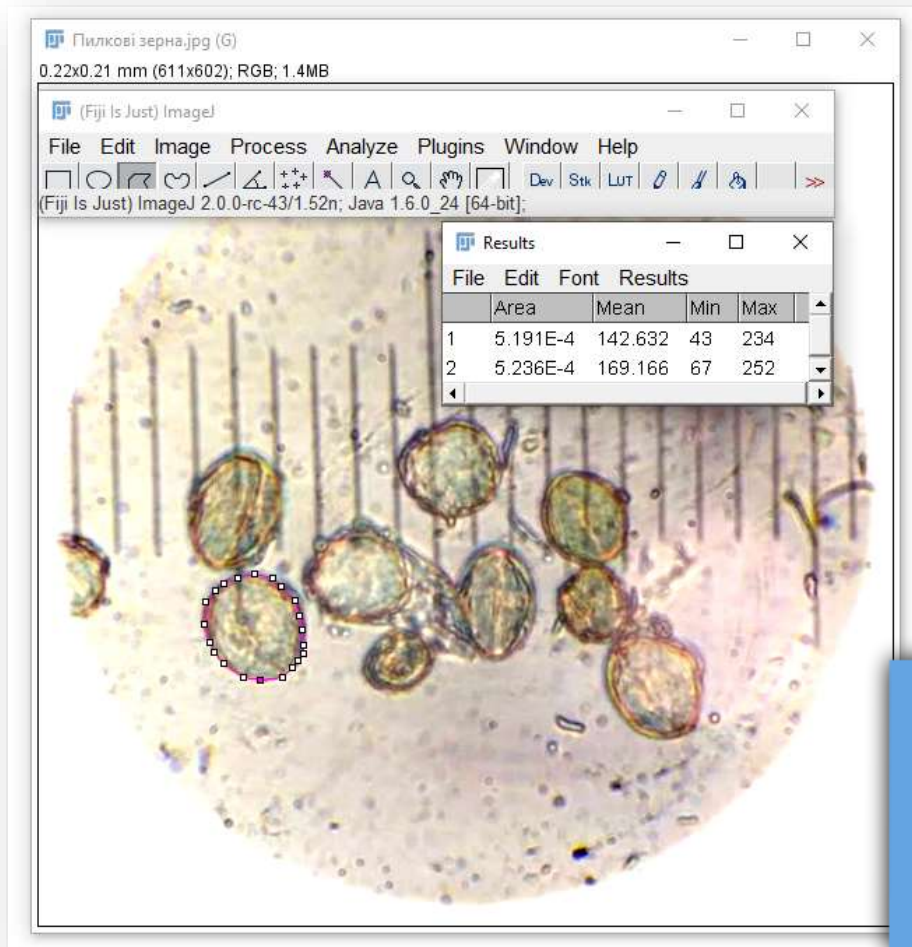 Пилкові зерна.jpg (G)
0.22x0.21 mm (611x602); RGB; 1.4MB
(Fiji Is Just) ImageJ
File Edit Image Process Analyze Plugins Window Help
A Dev Stk LUT >>
(Fiji Is Just) ImageJ 2.0.0-rc-43/1.52n; Java 1.6.0_24 [64-bit];
Results
File Edit Font Results
Area Mean Min Max
1 5.191E-4 142.632 43 234
2 5.236E-4 169.166 67 252